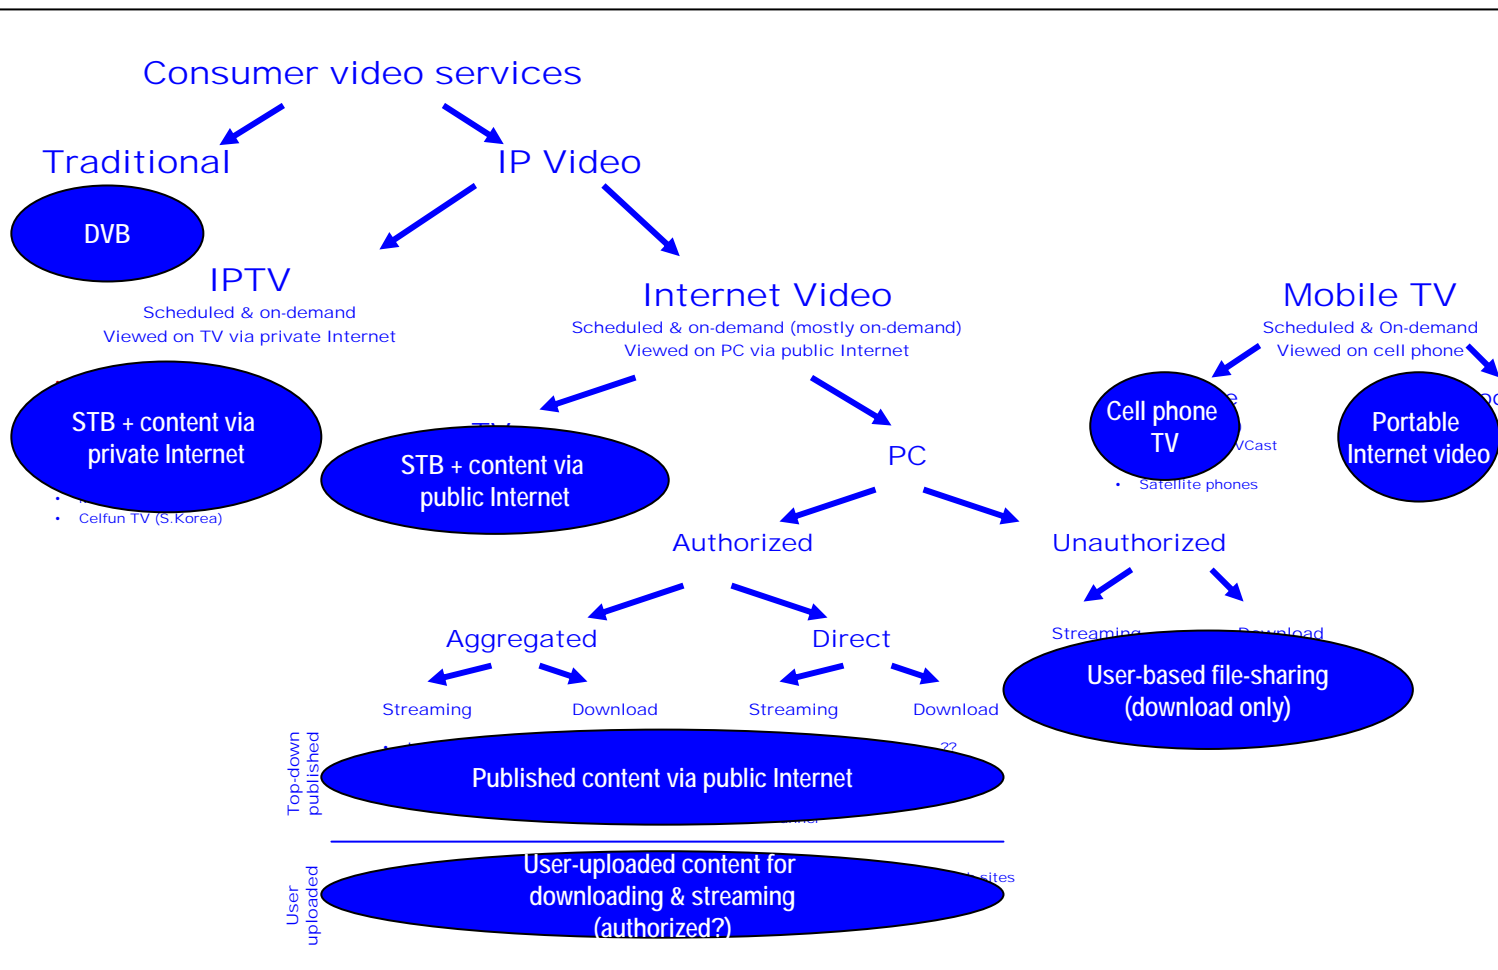 Consumer video services
Traditional
IP Video
DVB
IPTV
Scheduled & on-demand
Viewed on TV via private Internet
Internet Video
Scheduled & on-demand (mostly on-demand)
Viewed on PC via public Internet
Mobile TV
Scheduled & On-demand
Viewed on cell phone
STB + content via
private Internet
Celfun TV (S.Korea)
STB + content via
public Internet
PC
Cell phone
TV
VCast
Satellite phones
Portable
Internet video
Authorized
Unauthorized
Aggregated
Direct
Streaming
Download
Streaming
Download
Streaming
Download
User-based file-sharing
(download only)
Top-down
published
??
Published content via public Internet
User
uploaded
User-uploaded content for
downloading & streaming
(authorized?)
sites